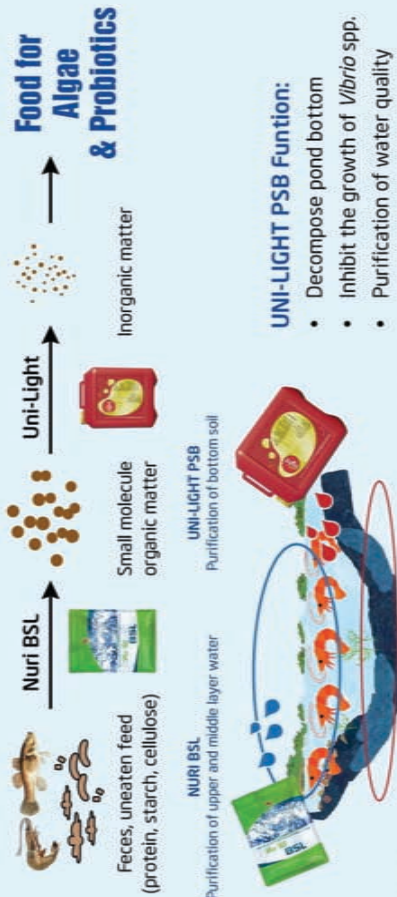 Nuri BSL
Uni-Light
Food for
Algae
& Probiotics
Feces, uneaten feed
(protein, starch, cellulose)
Small molecule
organic matter
Inorganic matter
BSL
NURI BSL
Purification of upper and middle layer water
UNI-LIGHT PSB
Purification of bottom soil
BSL
UNI-LIGHT PSB Funtion:
• Decompose pond bottom
• Inhibit the growth of Vibrio spp.
• Purification of water quality